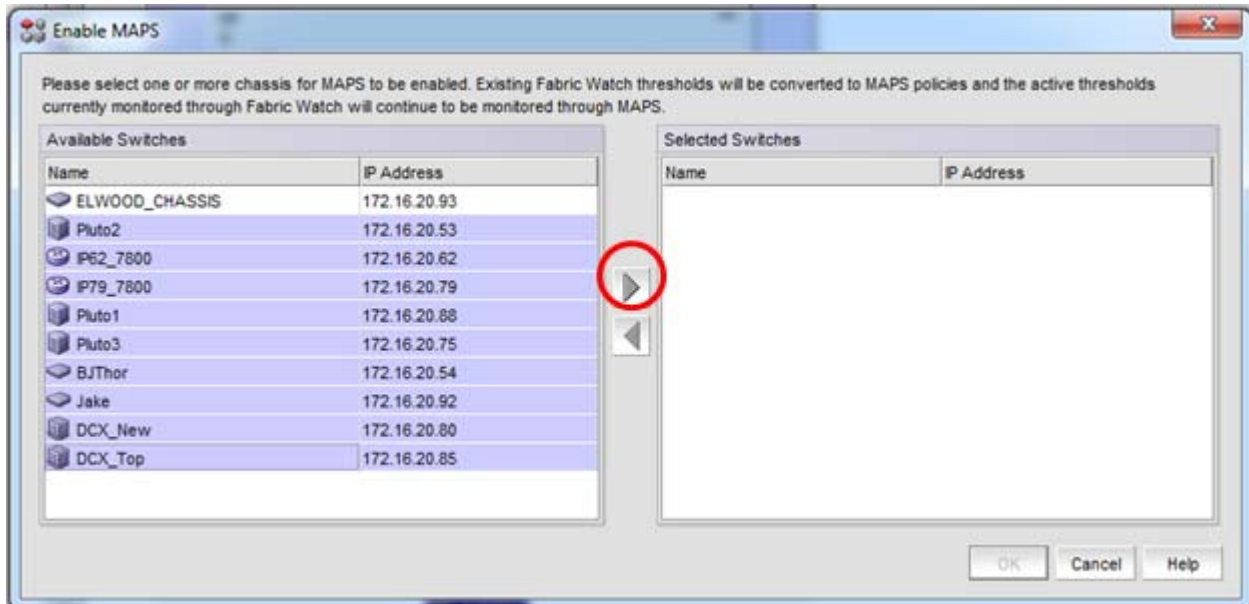 Enable MAPS
Please select one or more chassis for MAPS to be enabled. Existing Fabric Watch thresholds will be converted to MAPS policies and the active thresholds
currently monitored through Fabric Watch will continue to be monitored through MAPS.
Available Switches
Name IP Address
ELWOOD_CHASSIS 172.16.20.93
Pluto2 172.16.20.53
IP62_7800 172.16.20.62
IP79_7800 172.16.20.79
Pluto1 172.16.20.88
Pluto3 172.16.20.75
BJThor 172.16.20.54
Jake 172.16.20.92
DCX_New 172.16.20.80
DCX_Top 172.16.20.85
Selected Switches
Name IP Address
OK Cancel Help